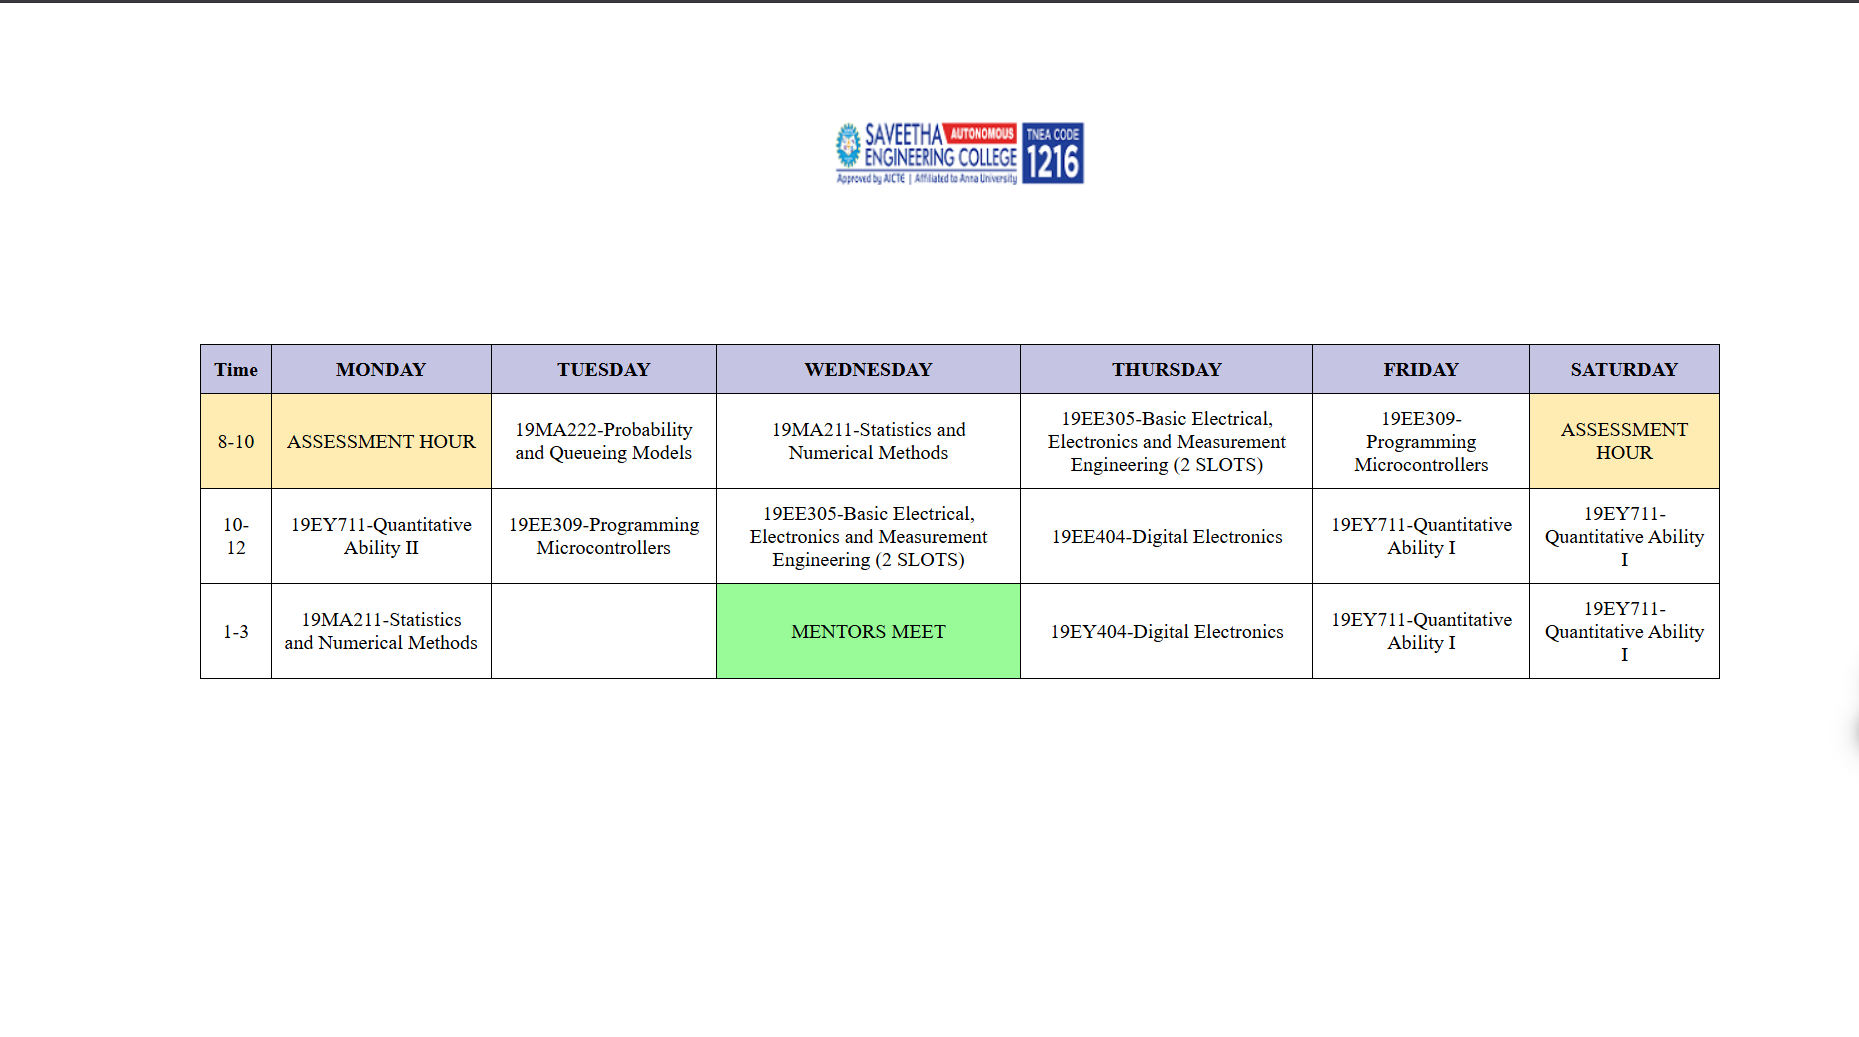 SAVEETHA AUTONOMOUS
ENGINEERING COLLEGE
Approved by AICTE | Affiliated to Anna University
TNEA CODE
1216
Time MONDAY TUESDAY WEDNESDAY THURSDAY FRIDAY SATURDAY
8-10
ASSESSMENT HOUR
19MA222-Probability
and Queueing Models
19MA211-Statistics and
Numerical Methods
19EE305-Basic Electrical,
Electronics and Measurement
Engineering (2 SLOTS)
19EE309-
Programming
Microcontrollers
ASSESSMENT
HOUR
10-
12
19EY711-Quantitative
Ability II
19EE309-Programming
Microcontrollers
19EE305-Basic Electrical,
Electronics and Measurement
Engineering (2 SLOTS)
19EE404-Digital Electronics
19EY711-Quantitative
Ability I
19EY711-
Quantitative Ability
I
1-3
19MA211-Statistics
and Numerical Methods
MENTORS MEET
19EY404-Digital Electronics
19EY711-Quantitative
Ability I
19EY711-
Quantitative Ability
I